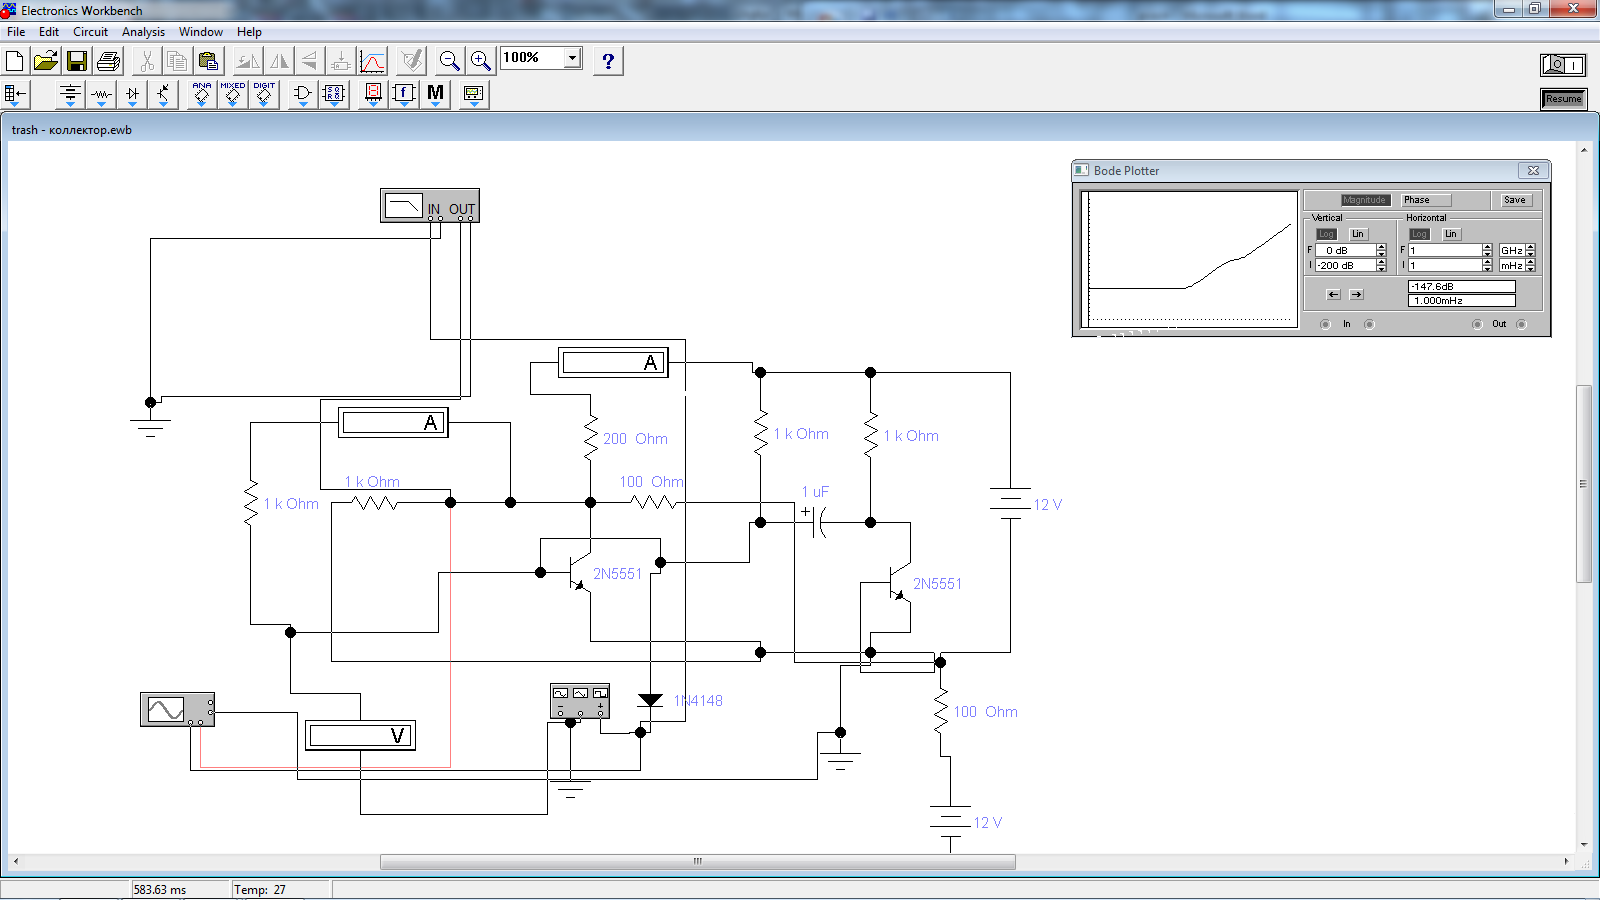 Electronics Workbench
File Edit Circuit Analysis Window Help
100% ?
ANA MIXED DIGIT
f M
Resume
trash - коллектор.ewb
Bode Plotter
Magnitude Phase Save
Vertical Horizontal
Log Lin Log Lin
F 0 dB F 1 GHz
I -200 dB I 1 mHz
-147.6dB
1.000mHz
In Out
IN OUT
A
A
200 Ohm
1 k Ohm
1 k Ohm
1 k Ohm
100 Ohm
1 uF
1 k Ohm
12 V
2N5551
2N5551
1N4148
100 Ohm
V
12 V
583.63 ms Temp: 27